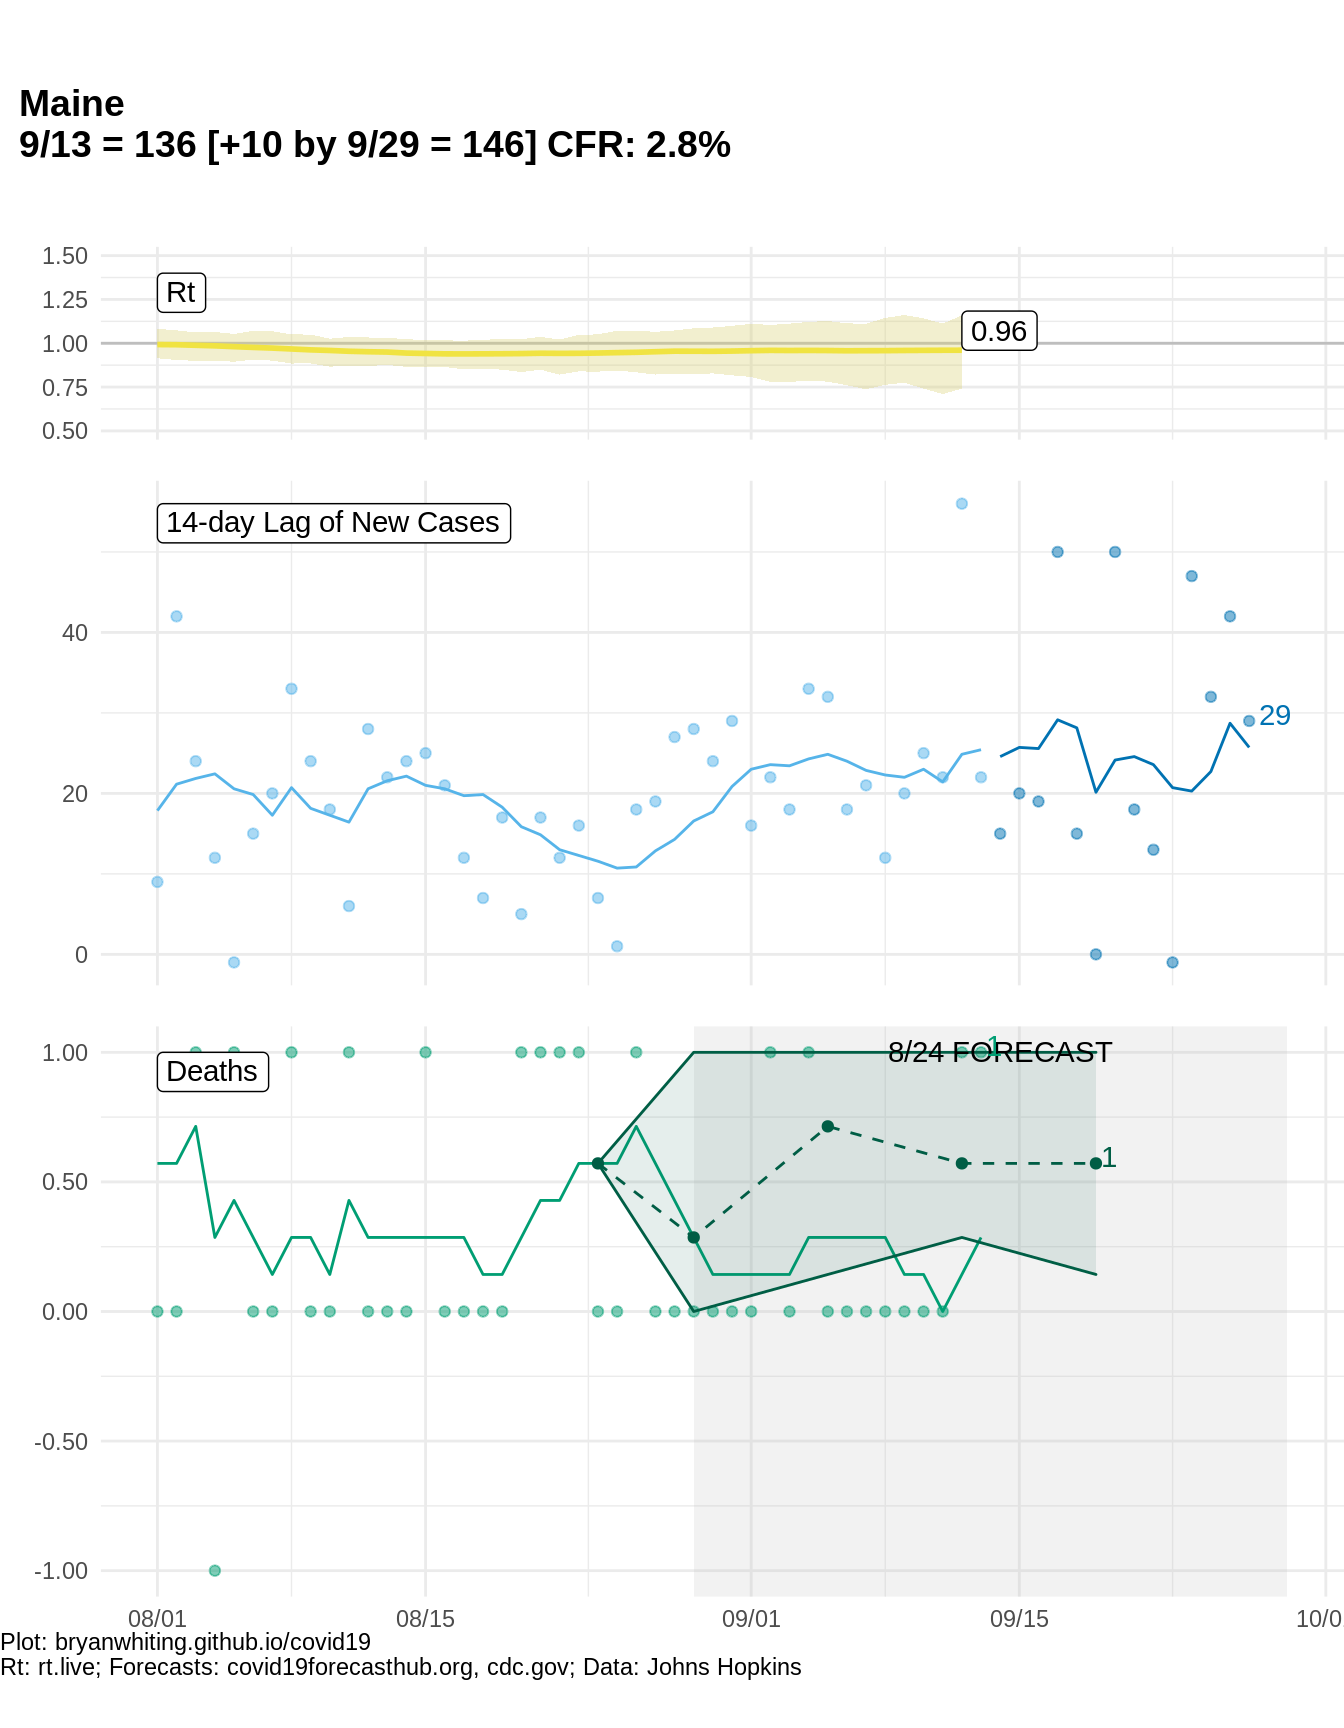 Maine
9/13 = 136 [+10 by 9/29 = 146] CFR: 2.8%
1.50
1.25
1.00
0.75
0.50
Rt
0.96
14-day Lag of New Cases
40
20
0
29
1.00
0.50
0.00
-0.50
-1.00
Deaths
1
8/24 FORECAST
1
08/01
08/15
09/01
09/15
10/0
Plot: bryanwhiting.github.io/covid19
Rt: rt.live; Forecasts: covid19forecasthub.org, cdc.gov; Data: Johns Hopkins